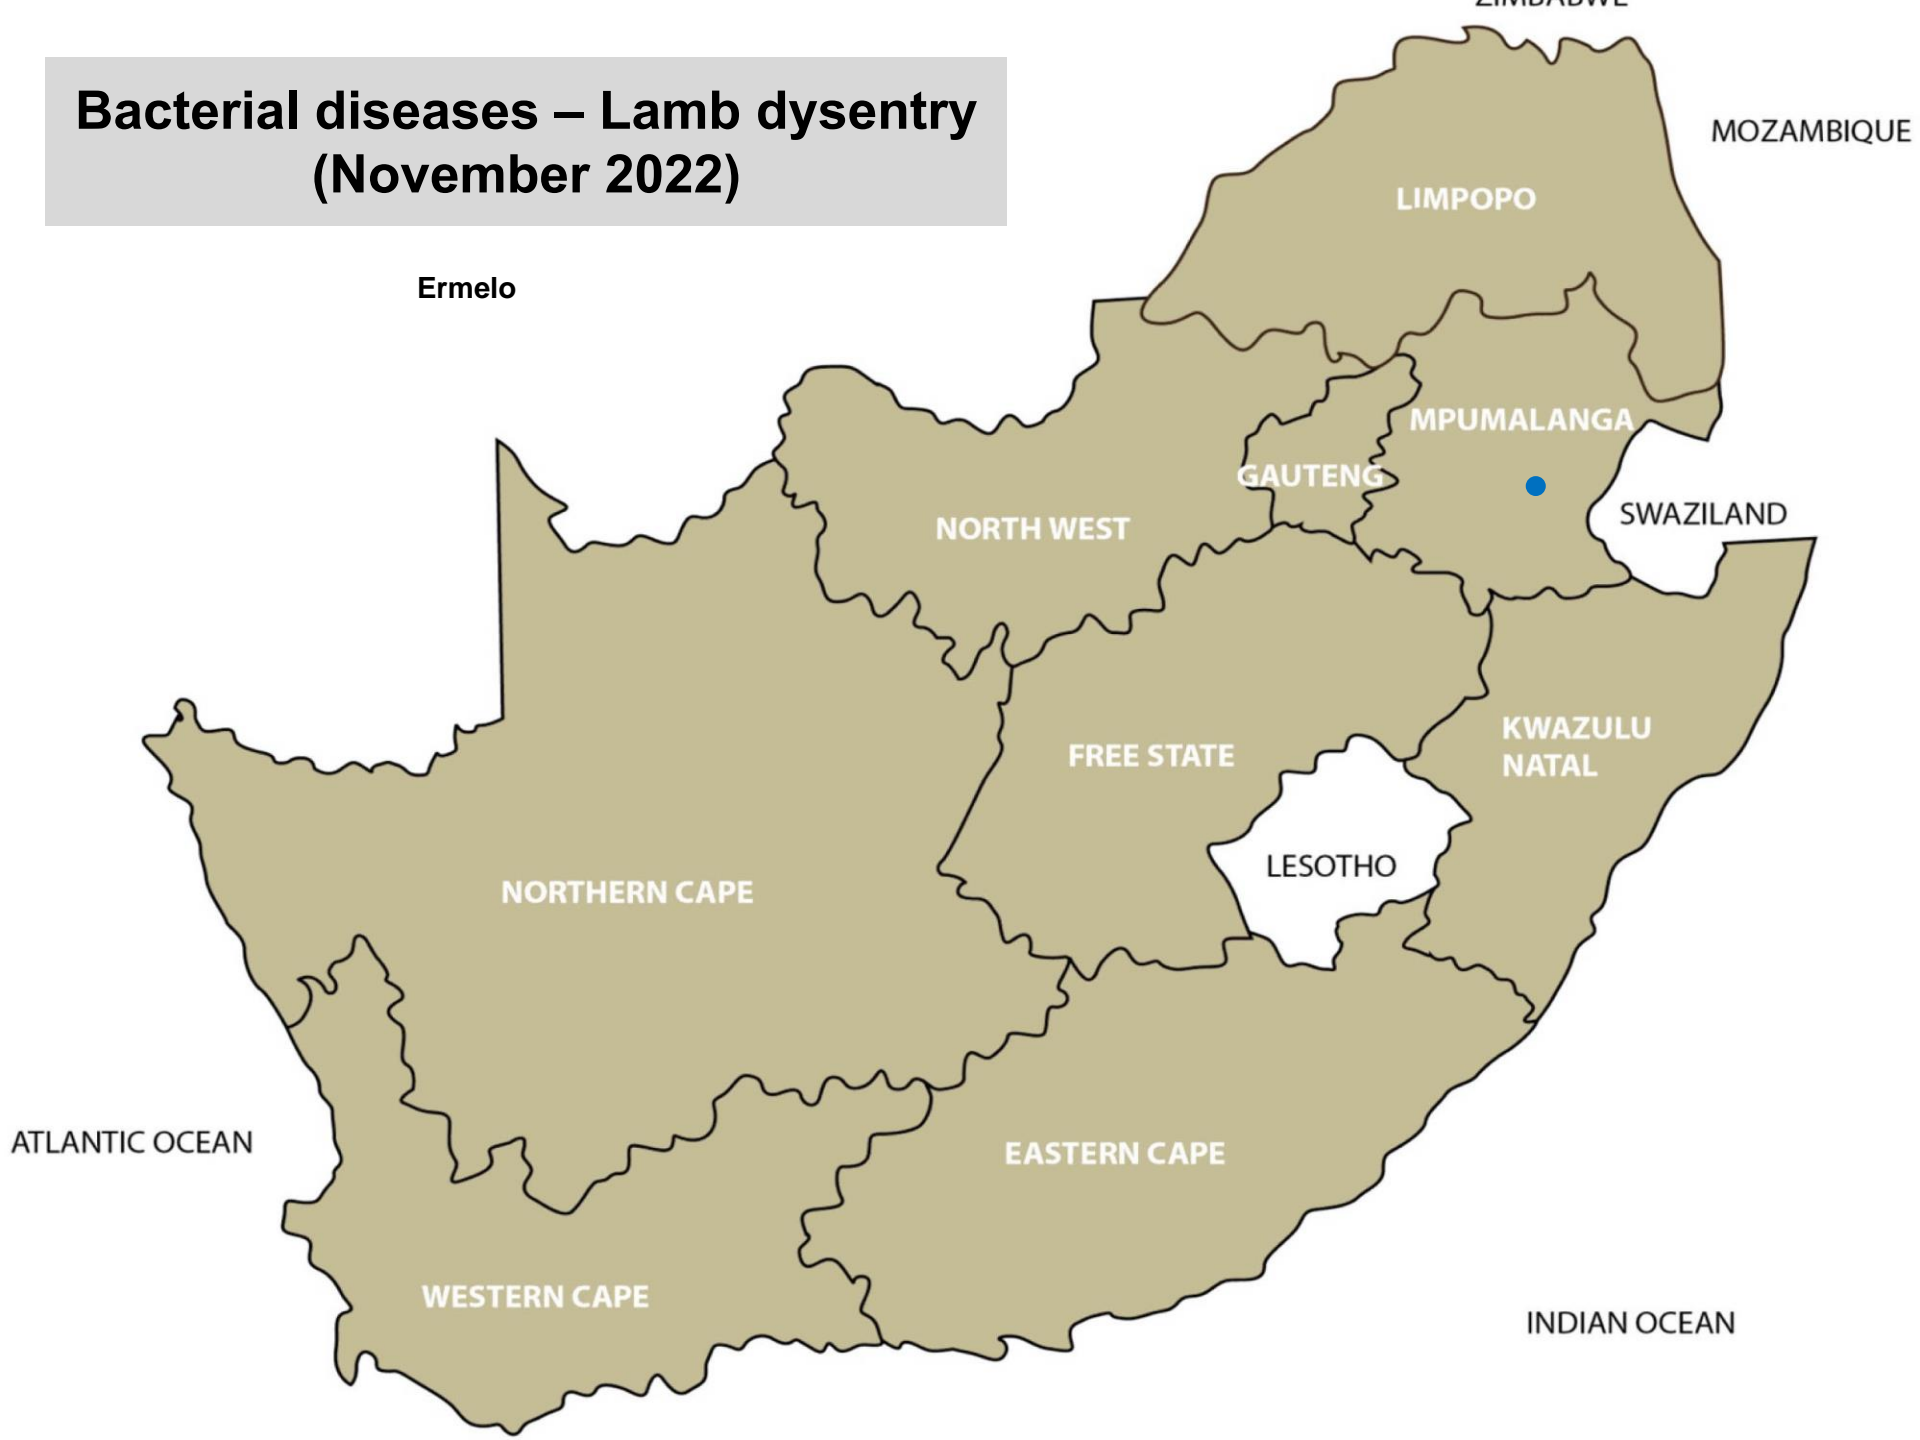 ZIMBABWE
Bacterial diseases – Lamb dysentry
(November 2022)
MOZAMBIQUE
LIMPOPO
Ermelo
MPUMALANGA
GAUTENG
SWAZILAND
NORTH WEST
KWAZULU
NATAL
FREE STATE
LESOTHO
NORTHERN CAPE
ATLANTIC OCEAN
EASTERN CAPE
WESTERN CAPE
INDIAN OCEAN